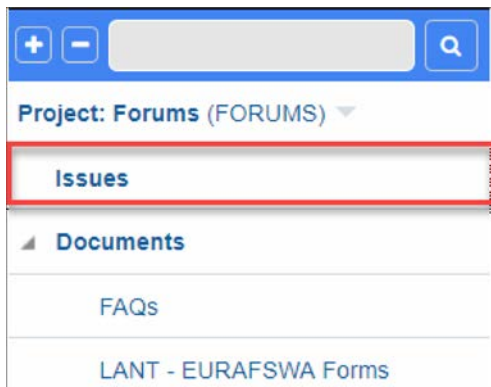 Project: Forums (FORUMS)
Issues
Documents
FAQs
LANT - EURAFSWA Forms